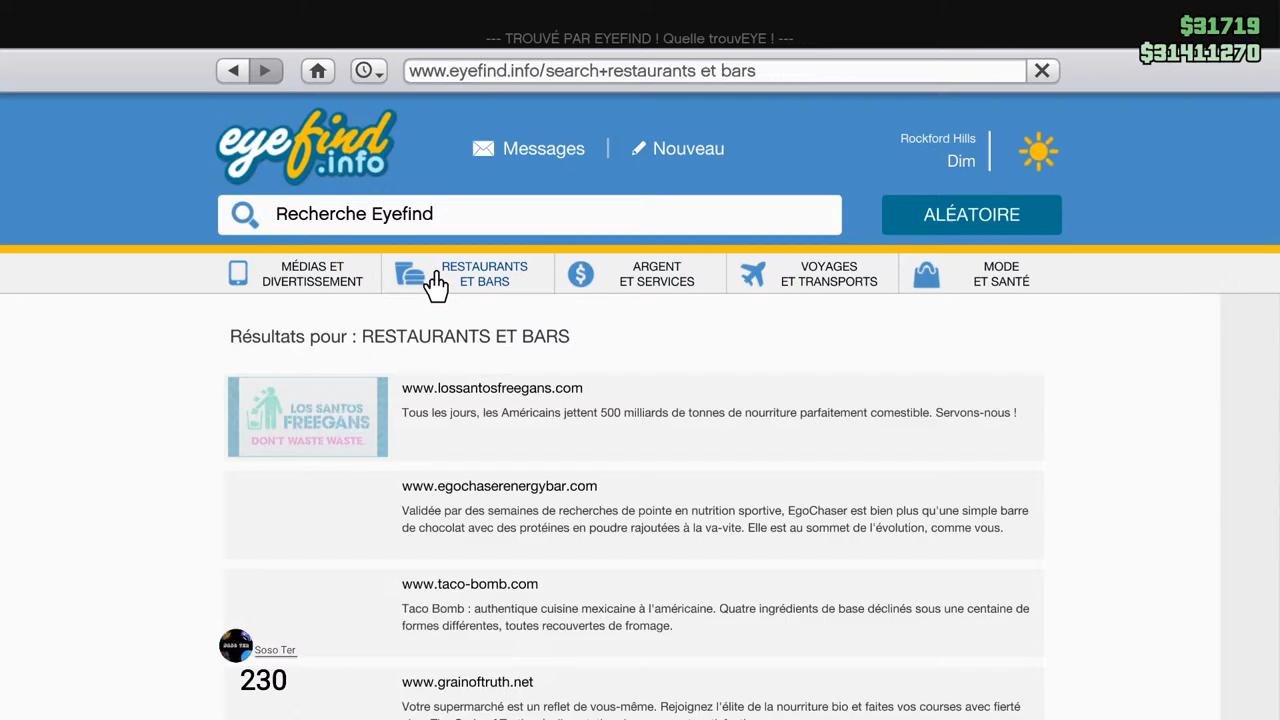 $31719
--- TROUVÉ PAR EYEFIND ! Quelle trouvEYE ! ---
$31411270
www.eyefind.info/search+restaurants et bars
eyefind.info
Messages
Nouveau
Rockford Hills
Dim
Recherche Eyefind
ALÉATOIRE
MÉDIAS ET
DIVERTISSEMENT
RESTAURANTS
ET BARS
ARGENT
ET SERVICES
VOYAGES
ET TRANSPORTS
MODE
ET SANTÉ
Résultats pour : RESTAURANTS ET BARS
LOS SANTOS
FREEGANS
DON'T WASTE WASTE.
www.lossantosfreegans.com
Tous les jours, les Américains jettent 500 milliards de tonnes de nourriture parfaitement comestible. Servons-nous !
www.egochaserenergybar.com
Validée par des semaines de recherches de pointe en nutrition sportive, EgoChaser est bien plus qu'une simple barre
de chocolat avec des protéines en poudre rajoutées à la va-vite. Elle est au sommet de l'évolution, comme vous.
www.taco-bomb.com
Taco Bomb : authentique cuisine mexicaine à l'américaine. Quatre ingrédients de base déclinés sous une centaine de
formes différentes, toutes recouvertes de fromage.
SOSO TER
Soso Ter
230
www.grainoftruth.net
Votre supermarché est un reflet de vous-même. Rejoignez l'élite de la nourriture bio et faites vos courses avec fierté